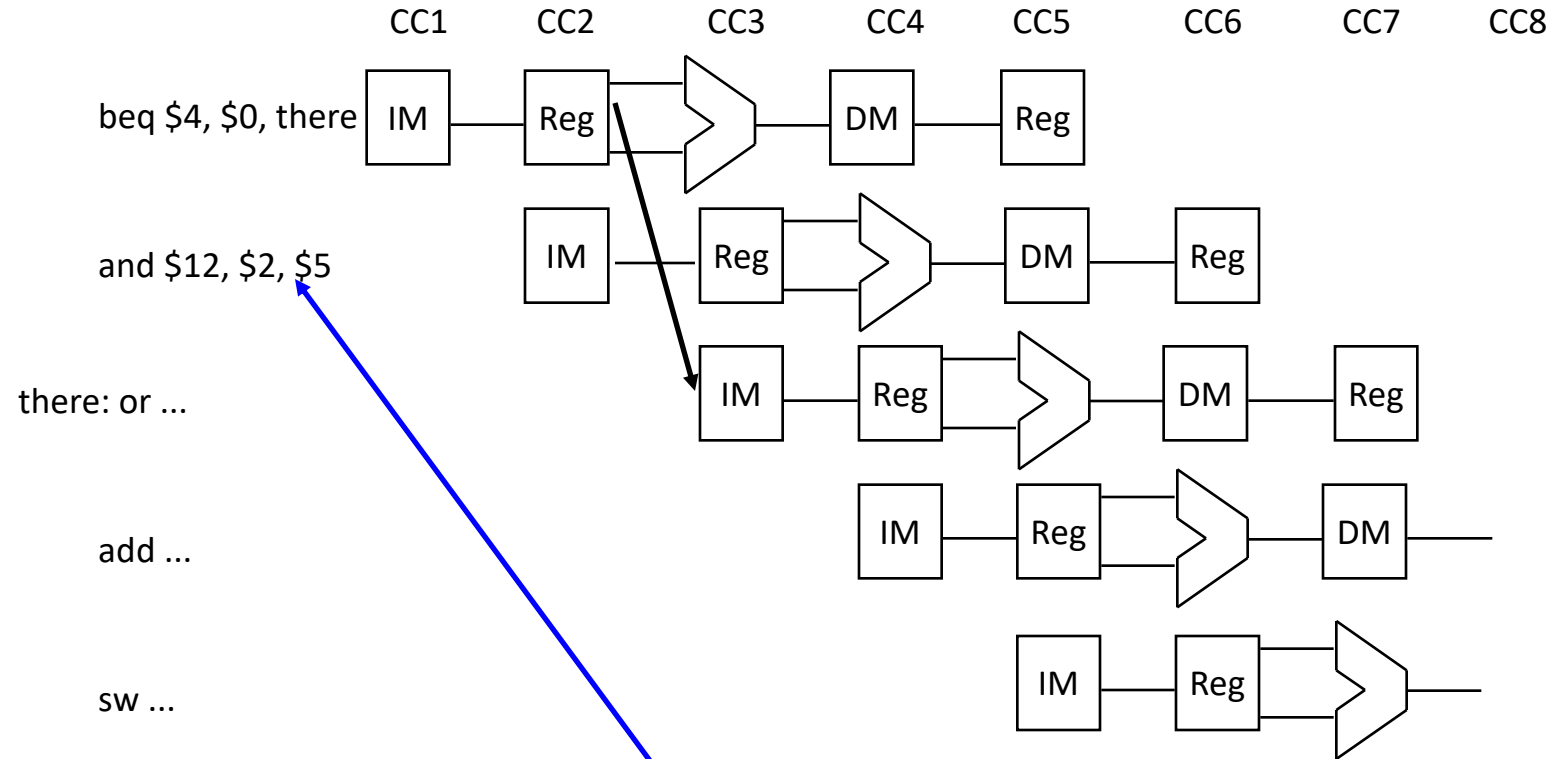 CC1 CC2 CC3 CC4 CC5 CC6 CC7 CC8
beq $4, $0, there IM Reg DM Reg
and $12, $2, $5 IM Reg DM Reg
there: or ... IM Reg DM Reg
add ... IM Reg DM
sw ... IM Reg